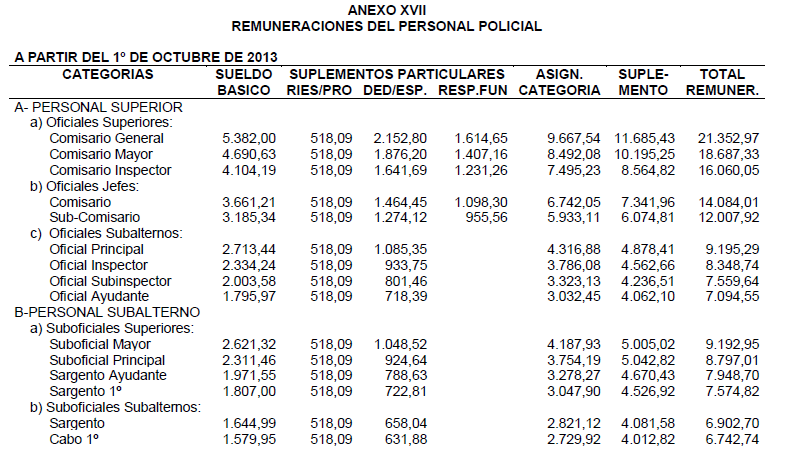 ANEXO XVII
REMUNERACIONES DEL PERSONAL POLICIAL
A PARTIR DEL 1º DE OCTUBRE DE 2013
CATEGORIAS SUELDO SUPLEMENTOS PARTICULARES ASIGN. SUPLE- TOTAL
BASICO RIES/PRO DED/ESP. RESP.FUN CATEGORIA MENTO REMUNER.
A- PERSONAL SUPERIOR
a) Oficiales Superiores:
Comisario General 5.382,00 518,09 2.152,80 1.614,65 9.667,54 11.685,43 21.352,97
Comisario Mayor 4.690,63 518,09 1.876,20 1.407,16 8.492,08 10.195,25 18.687,33
Comisario Inspector 4.104,19 518,09 1.641,69 1.231,26 7.495,23 8.564,82 16.060,05
b) Oficiales Jefes:
Comisario 3.661,21 518,09 1.464,45 1.098,30 6.742,05 7.341,96 14.084,01
Sub-Comisario 3.185,34 518,09 1.274,12 955,56 5.933,11 6.074,81 12.007,92
c) Oficiales Subalternos:
Oficial Principal 2.713,44 518,09 1.085,35 4.316,88 4.878,41 9.195,29
Oficial Inspector 2.334,24 518,09 933,75 3.786,08 4.562,66 8.348,74
Oficial Subinspector 2.003,58 518,09 801,46 3.323,13 4.236,51 7.559,64
Oficial Ayudante 1.795,97 518,09 718,39 3.032,45 4.062,10 7.094,55
B-PERSONAL SUBALTERNO
a) Suboficiales Superiores:
Suboficial Mayor 2.621,32 518,09 1.048,52 4.187,93 5.005,02 9.192,95
Suboficial Principal 2.311,46 518,09 924,64 3.754,19 5.042,82 8.797,01
Sargento Ayudante 1.971,55 518,09 788,63 3.278,27 4.670,43 7.948,70
Sargento 1º 1.807,00 518,09 722,81 3.047,90 4.526,92 7.574,82
b) Suboficiales Subalternos:
Sargento 1.644,99 518,09 658,04 2.821,12 4.081,58 6.902,70
Cabo 1º 1.579,95 518,09 631,88 2.729,92 4.012,82 6.742,74